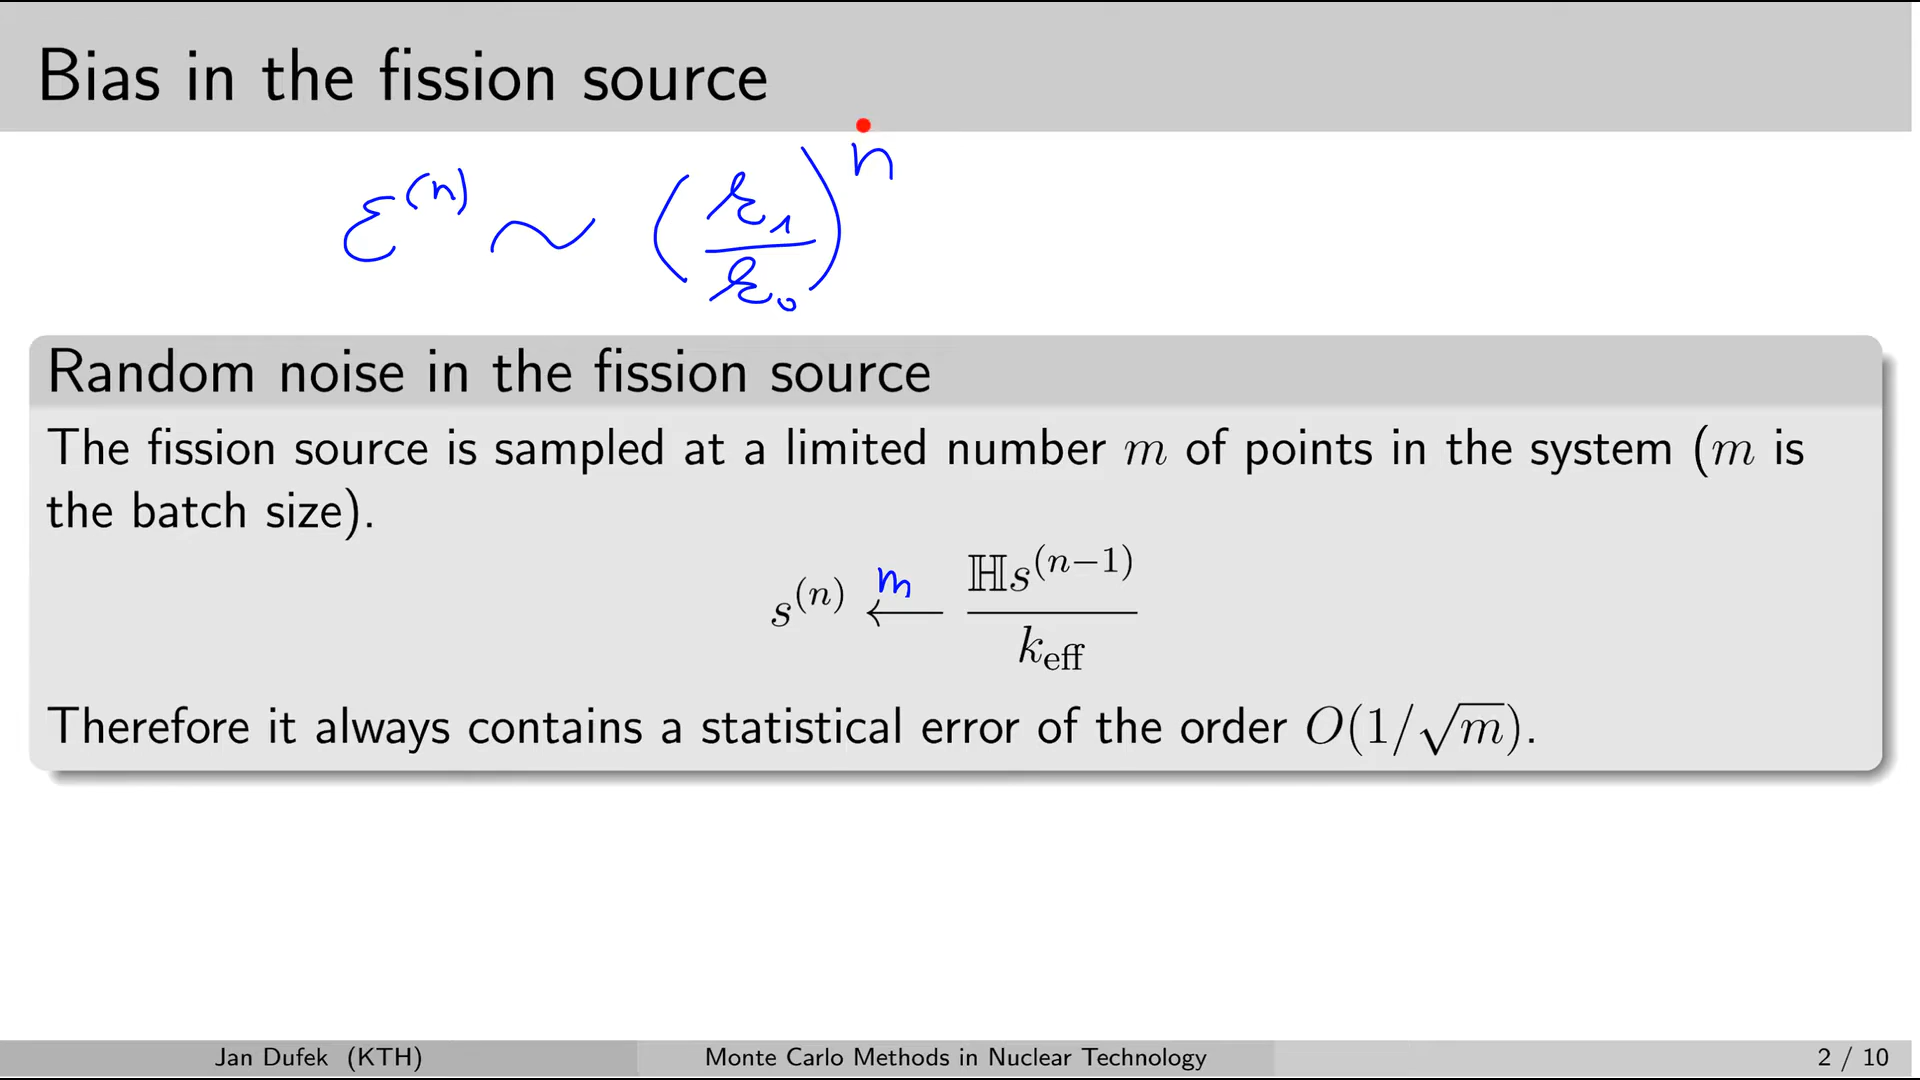 Bias in the fission source
ε⁽ⁿ⁾ ~ (k₁/k₀)ⁿ
Random noise in the fission source
The fission source is sampled at a limited number m of points in the system (m is
the batch size).
s⁽ⁿ⁾ ←ᵐ ℍs⁽ⁿ⁻¹⁾ / k_eff
Therefore it always contains a statistical error of the order O(1/√m).
Jan Dufek (KTH) Monte Carlo Methods in Nuclear Technology 2 / 10